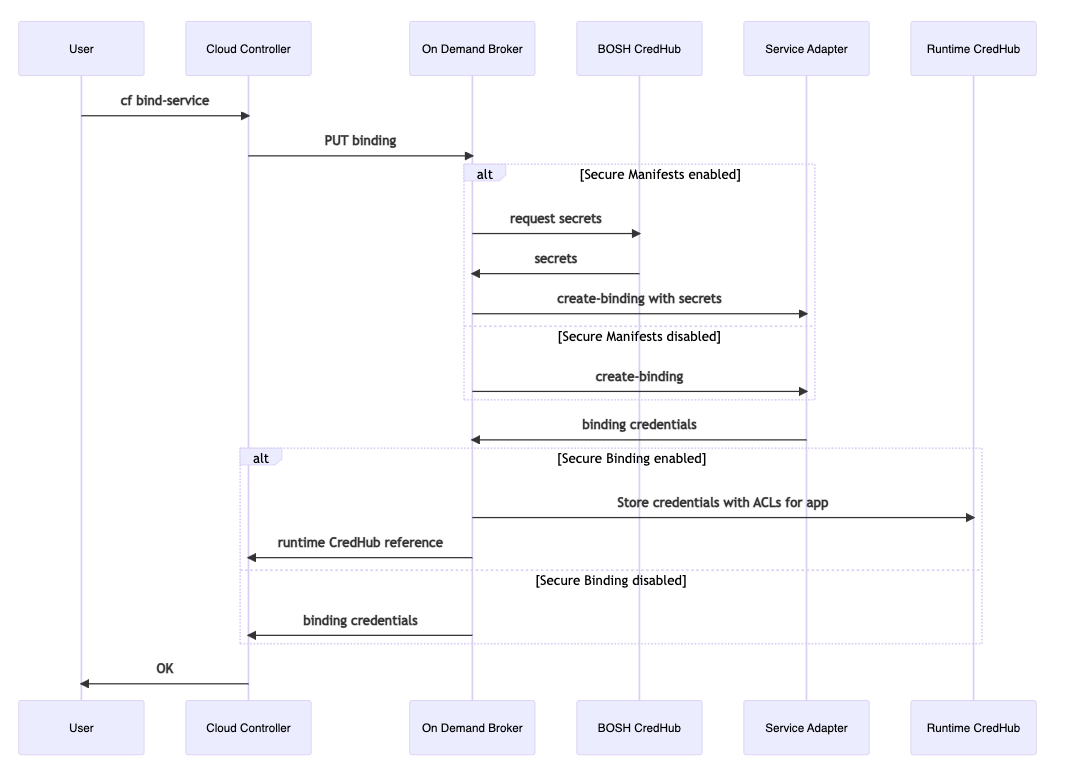 User
Cloud Controller
On Demand Broker
BOSH CredHub
Service Adapter
Runtime CredHub
cf bind-service
PUT binding
alt
[Secure Manifests enabled]
request secrets
secrets
create-binding with secrets
[Secure Manifests disabled]
create-binding
binding credentials
alt
[Secure Binding enabled]
Store credentials with ACLs for app
runtime CredHub reference
[Secure Binding disabled]
binding credentials
OK
User
Cloud Controller
On Demand Broker
BOSH CredHub
Service Adapter
Runtime CredHub